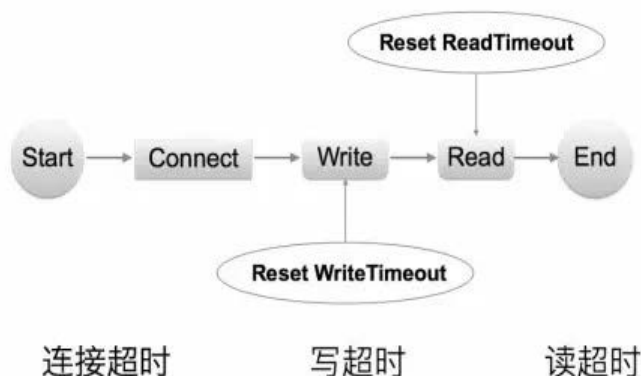 Reset ReadTimeout
Start Connect Write Read End
Reset WriteTimeout
连接超时 写超时 读超时